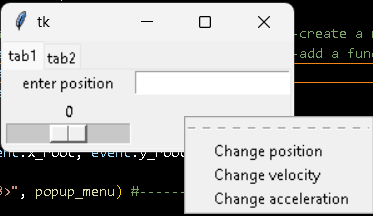 tk
-create a n
tab1 tab2
-add a func
enter position
0
ent.x_root, event.y_root
Change position
Change velocity
>", popup_menu) #------
Change acceleration